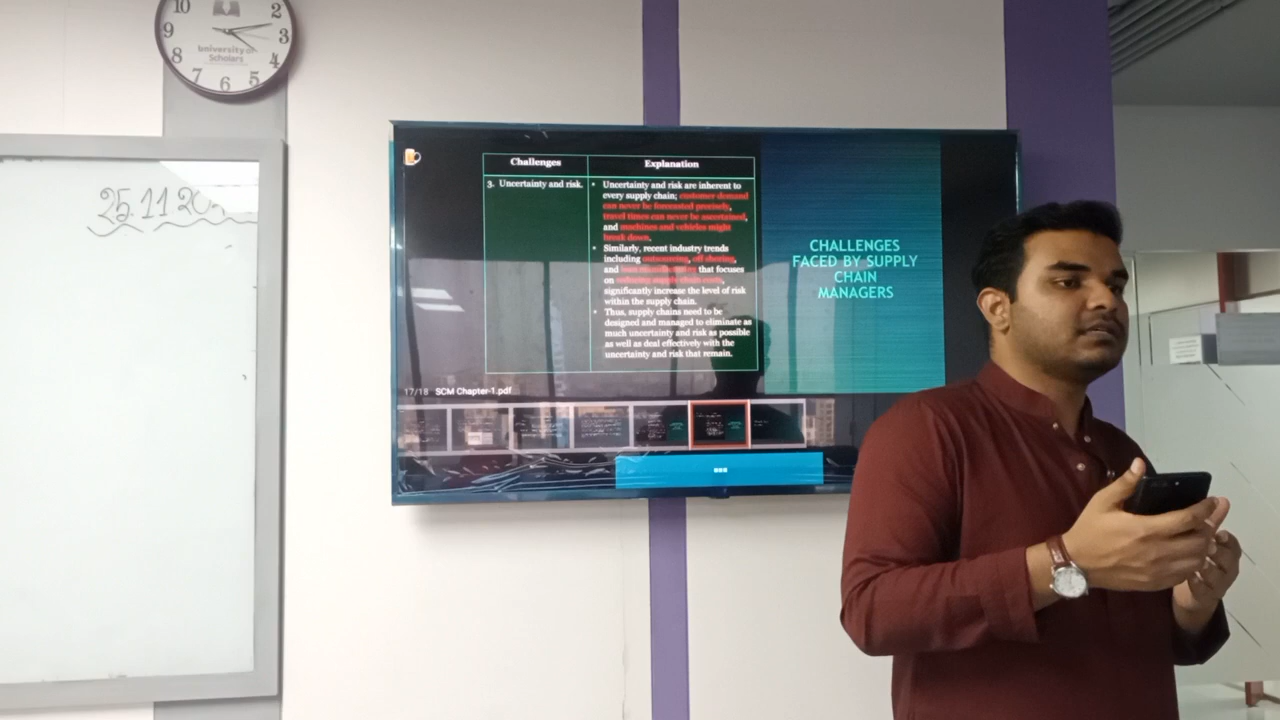 10
2
9
3
8
4
7
6
5
University of
Scholars
25.11.20
Challenges
Explanation
3. Uncertainty and risk.
• Uncertainty and risk are inherent to
every supply chain; customer demand
can never be forecasted precisely,
travel times can never be ascertained,
and machines and vehicles might
break down.
• Similarly, recent industry trends
including outsourcing, off shoring,
and lean manufacturing that focuses
on reducing supply chain costs,
significantly increase the level of risk
within the supply chain.
• Thus, supply chains need to be
designed and managed to eliminate as
much uncertainty and risk as possible
as well as deal effectively with the
uncertainty and risk that remain.
CHALLENGES
FACED BY SUPPLY
CHAIN
MANAGERS
17/18 SCM Chapter-1.pdf